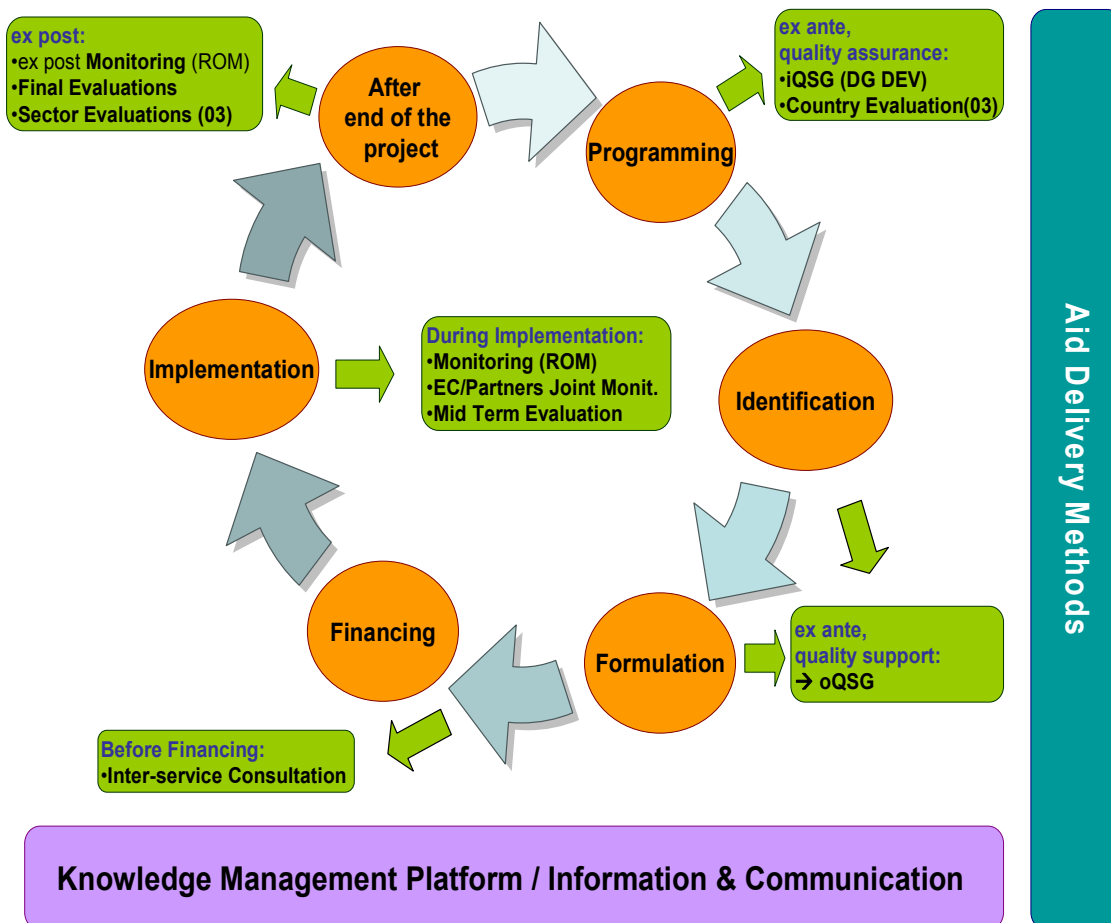 ex post:
•ex post Monitoring (ROM)
•Final Evaluations
•Sector Evaluations (03)
After
end of the
project
ex ante,
quality assurance:
•iQSG (DG DEV)
•Country Evaluation(03)
Programming
Implementation
During Implementation:
•Monitoring (ROM)
•EC/Partners Joint Monit.
•Mid Term Evaluation
Identification
Financing
Formulation
ex ante,
quality support:
→ oQSG
Before Financing:
•Inter-service Consultation
Knowledge Management Platform / Information & Communication
Aid Delivery Methods